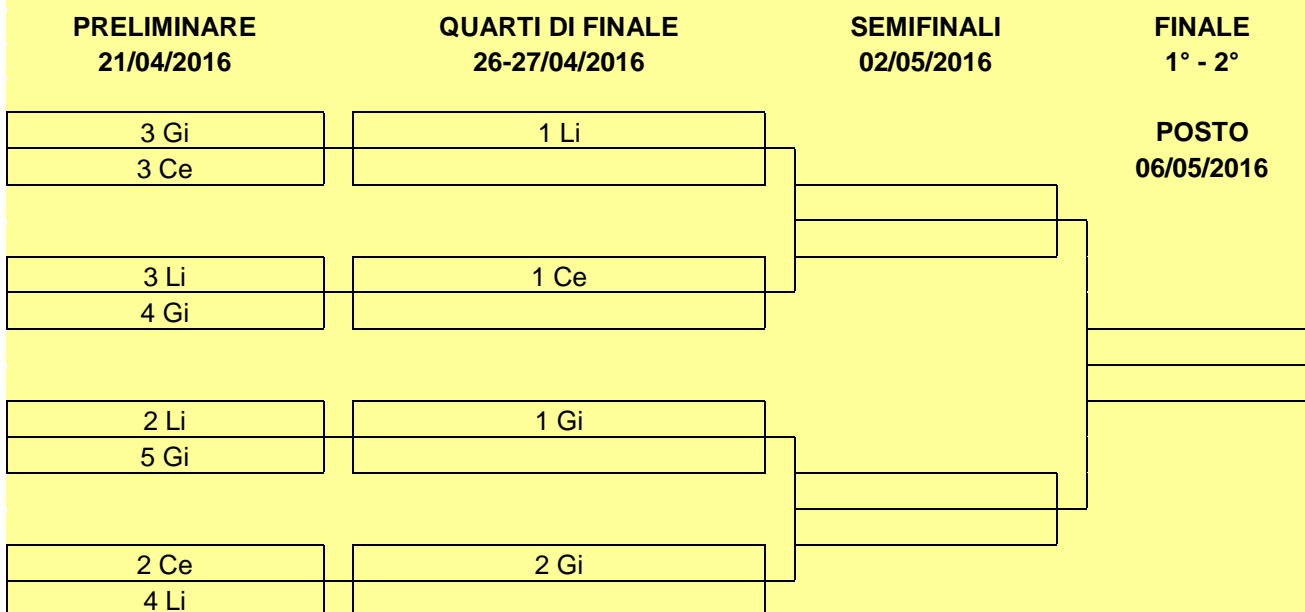 PRELIMINARE QUARTI DI FINALE SEMIFINALI FINALE
21/04/2016 26-27/04/2016 02/05/2016 1° - 2°
3 Gi 1 Li POSTO
3 Ce 06/05/2016
3 Li 1 Ce
4 Gi
2 Li 1 Gi
5 Gi
2 Ce 2 Gi
4 Li